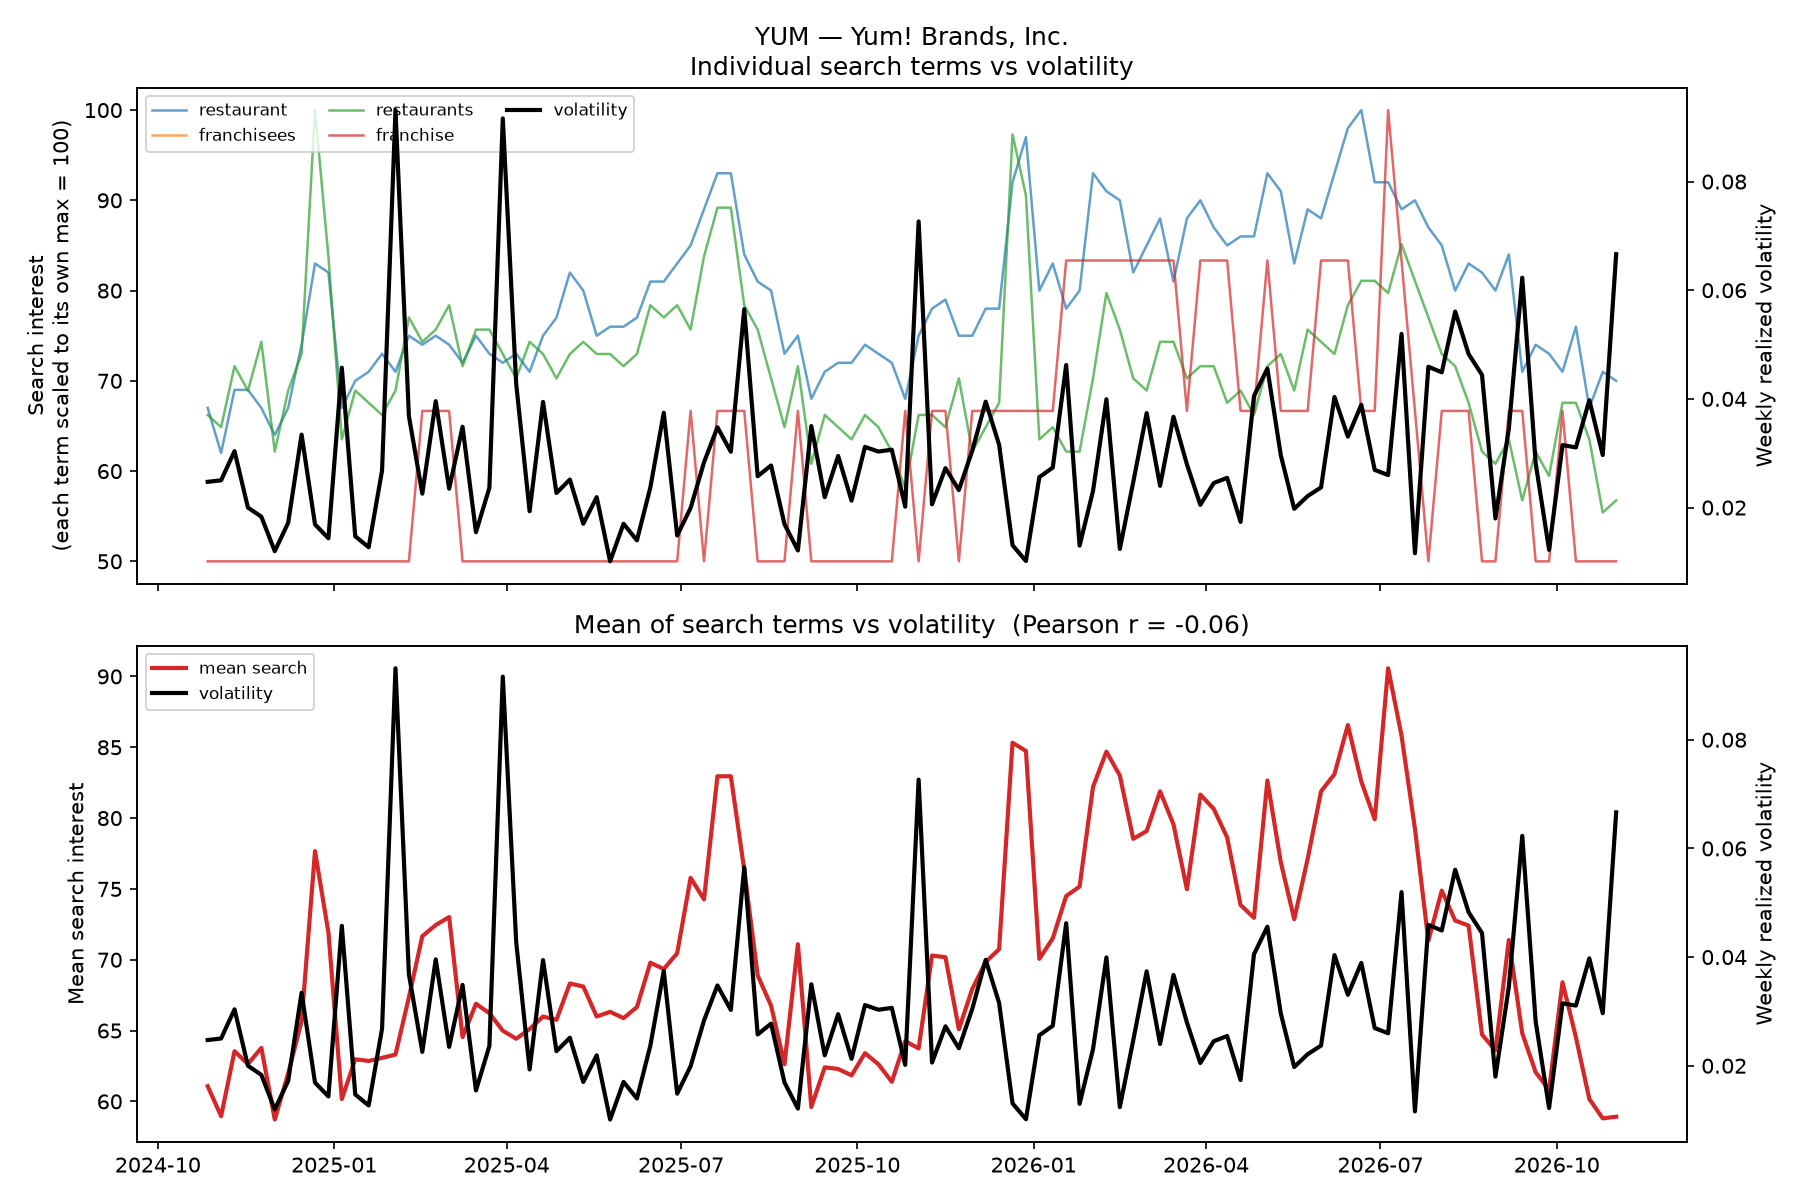 YUM — Yum! Brands, Inc.
Individual search terms vs volatility
restaurant
franchisees
restaurants
franchise
volatility
Search interest
(each term scaled to its own max = 100)
100
90
80
70
60
50
0.08
0.06
0.04
0.02
Weekly realized volatility
Mean of search terms vs volatility (Pearson r = -0.06)
mean search
volatility
Mean search interest
90
85
80
75
70
65
60
0.08
0.06
0.04
0.02
Weekly realized volatility
2024-10
2025-01
2025-04
2025-07
2025-10
2026-01
2026-04
2026-07
2026-10